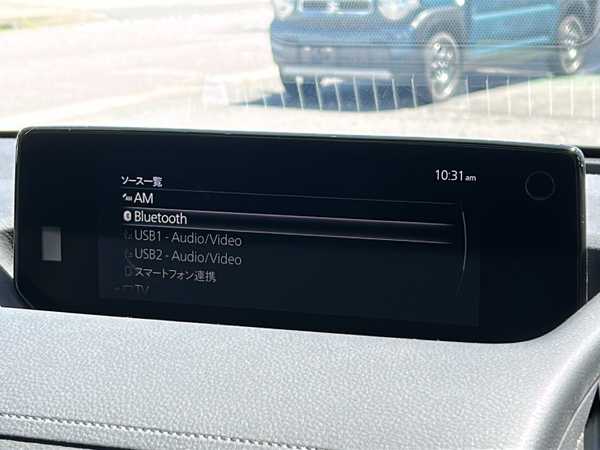 ソース一覧
10:31 am
AM
Bluetooth
USB1 - Audio/Video
USB2 - Audio/Video
スマートフォン連携
TV